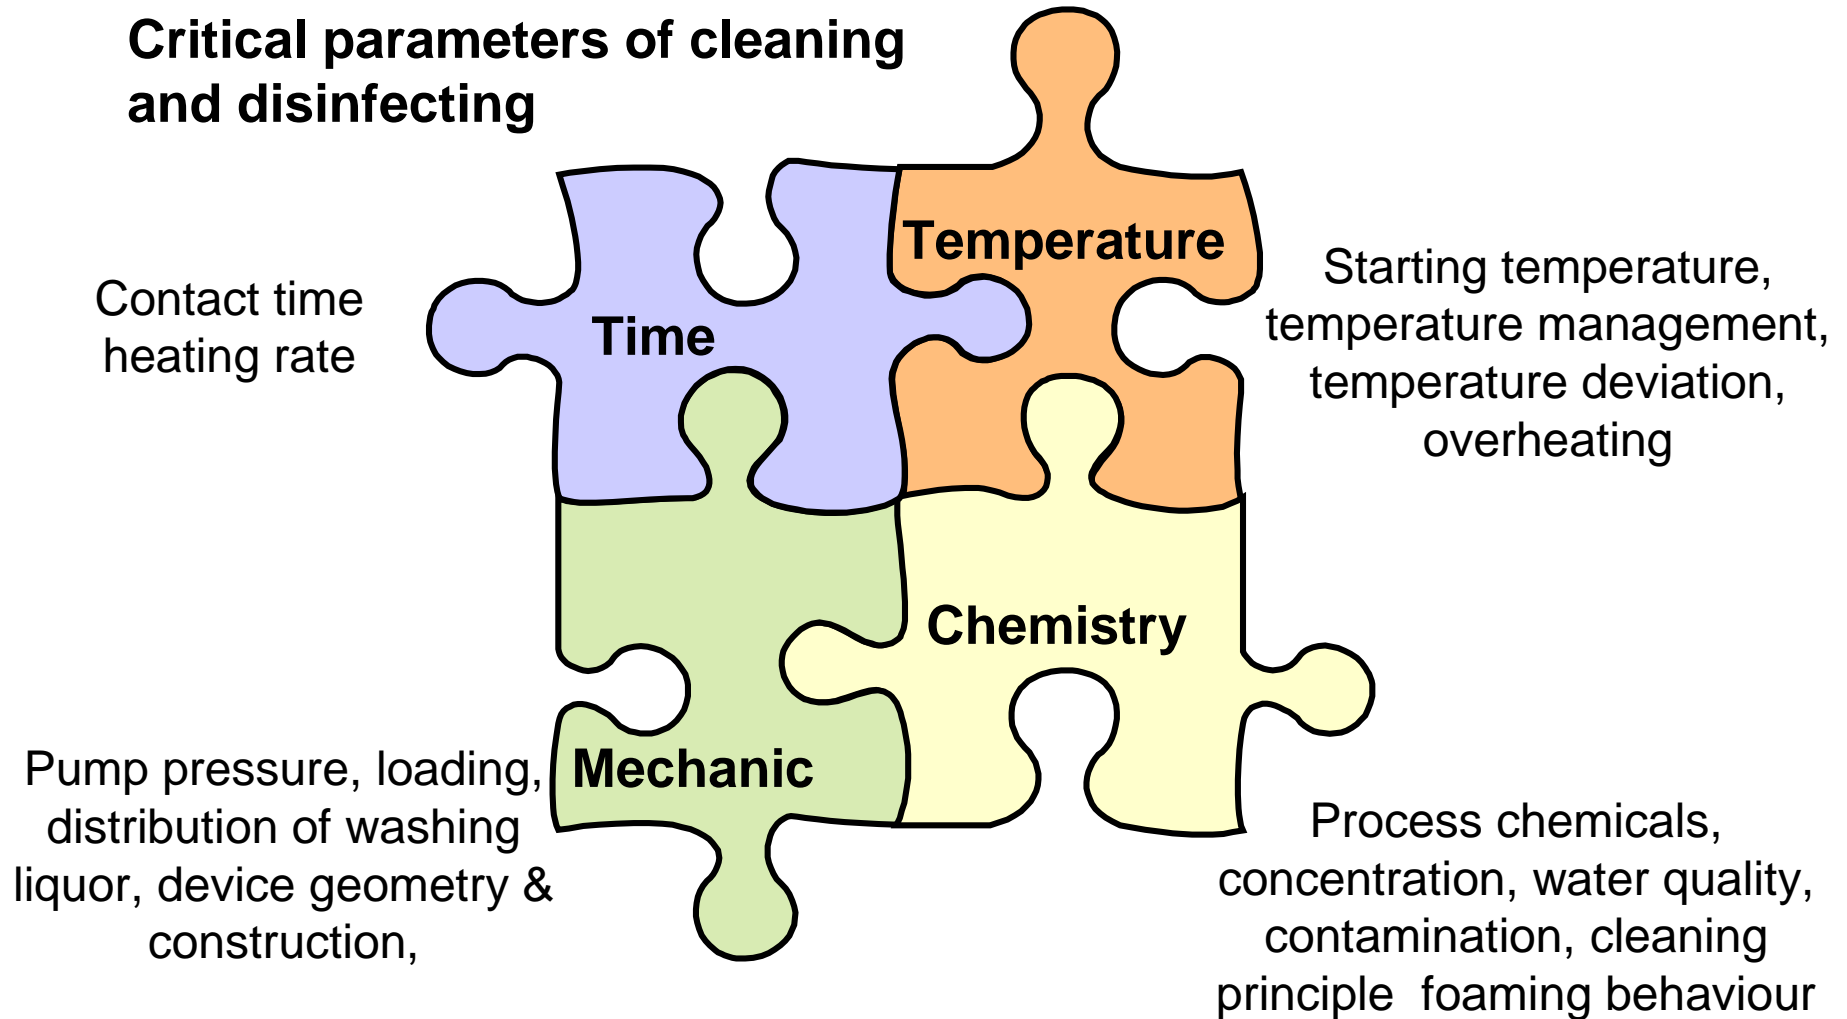 Critical parameters of cleaning
and disinfecting
Temperature
Starting temperature,
temperature management,
temperature deviation,
overheating
Contact time
heating rate
Time
Chemistry
Mechanic
Pump pressure, loading,
distribution of washing
liquor, device geometry &
construction,
Process chemicals,
concentration, water quality,
contamination, cleaning
principle  foaming behaviour